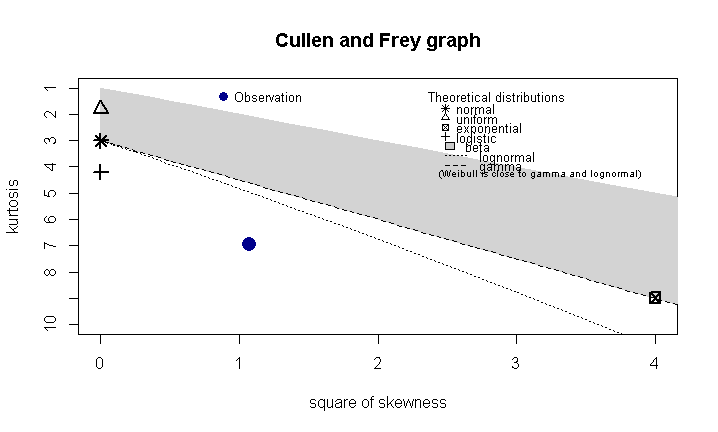 Cullen and Frey graph
Observation
Theoretical distributions
normal
uniform
exponential
logistic
beta
lognormal
gamma
(Weibull is close to gamma and lognormal)
kurtosis
1
2
3
4
5
6
7
8
10
0 1 2 3 4
square of skewness